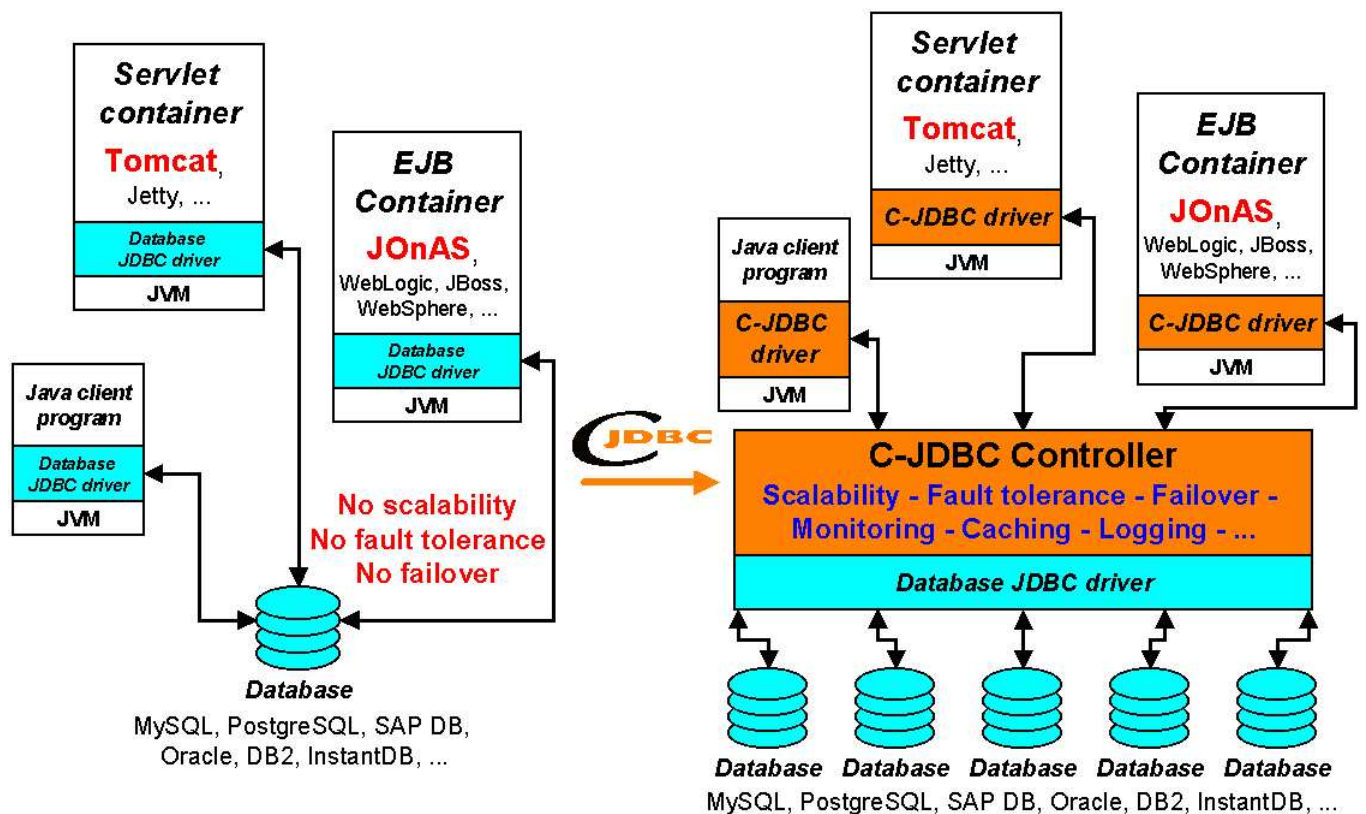 Servlet
container
Tomcat,
Jetty, ...
Database
JDBC driver
JVM
EJB
Container
JOnAS,
WebLogic, JBoss,
WebSphere, ...
Database
JDBC driver
JVM
Java client
program
Database
JDBC driver
JVM
No scalability
No fault tolerance
No failover
Database
MySQL, PostgreSQL, SAP DB,
Oracle, DB2, InstantDB, ...
C JDBC
Servlet
container
Tomcat,
Jetty, ...
C-JDBC driver
JVM
EJB
Container
JOnAS,
WebLogic, JBoss,
WebSphere, ...
C-JDBC driver
JVM
Java client
program
C-JDBC
driver
JVM
C-JDBC Controller
Scalability - Fault tolerance - Failover -
Monitoring - Caching - Logging - ...
Database JDBC driver
Database Database Database Database Database
MySQL, PostgreSQL, SAP DB, Oracle, DB2, InstantDB, ...